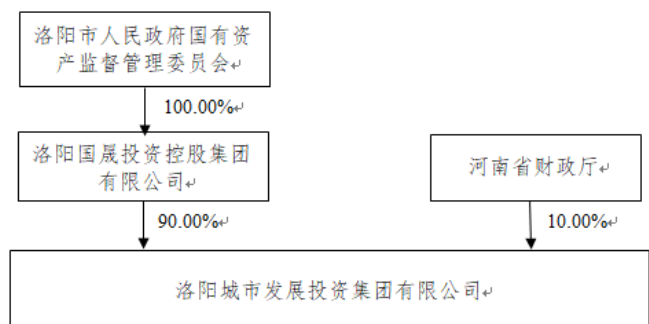 洛阳市人民政府国有资
产监督管理委员会↵
100.00%↵
洛阳国晟投资控股集团
有限公司↵
河南省财政厅↵
90.00%↵
10.00%↵
洛阳城市发展投资集团有限公司↵